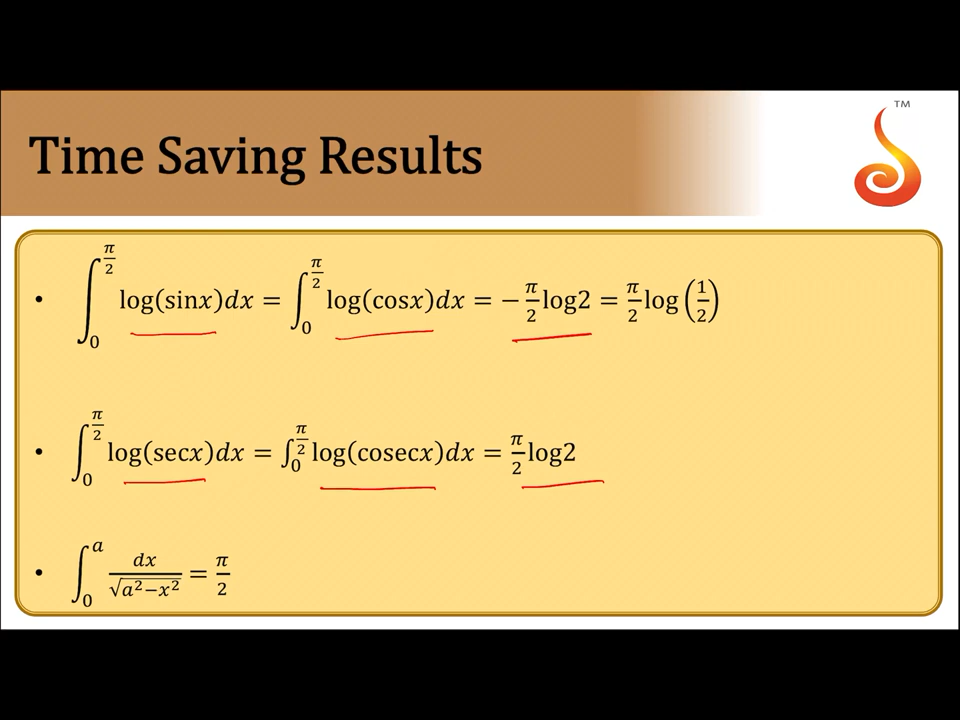 TM
Time Saving Results
• ∫₀^(π/2) log(sinx)dx = ∫₀^(π/2) log(cosx)dx = −π/2 log2 = π/2 log(1/2)
• ∫₀^(π/2) log(secx)dx = ∫₀^(π/2) log(cosecx)dx = π/2 log2
• ∫₀^a dx/√(a²−x²) = π/2